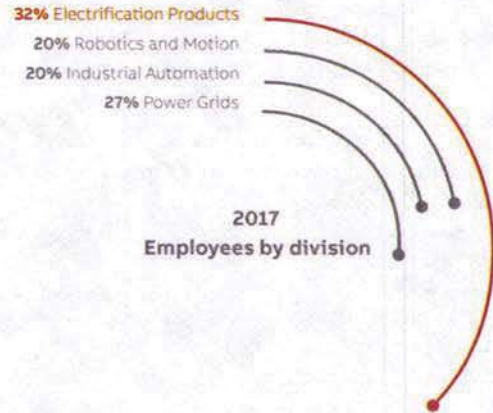 32% Electrification Products
20% Robotics and Motion
20% Industrial Automation
27% Power Grids
2017
Employees by division